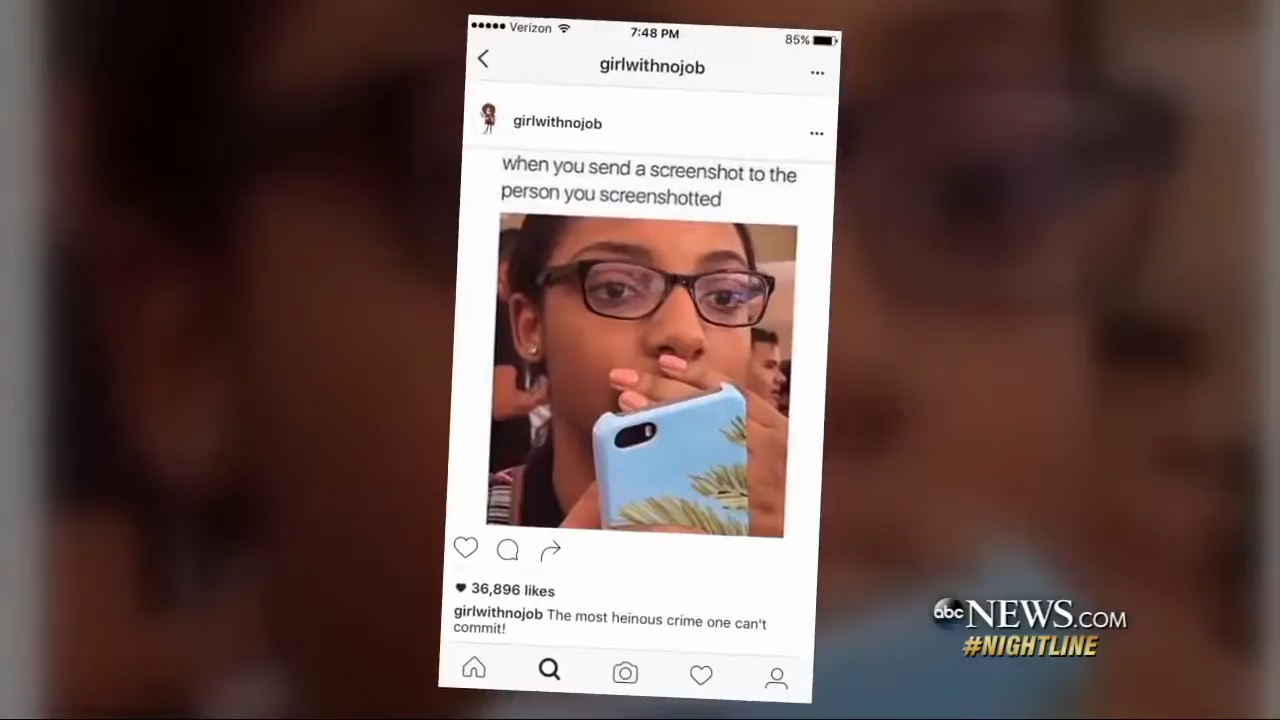 Verizon 7:48 PM 85%
girlwithnojob
girlwithnojob
when you send a screenshot to the
person you screenshotted
36,896 likes
girlwithnojob The most heinous crime one can't
commit!
abc NEWS.COM
#NIGHTLINE